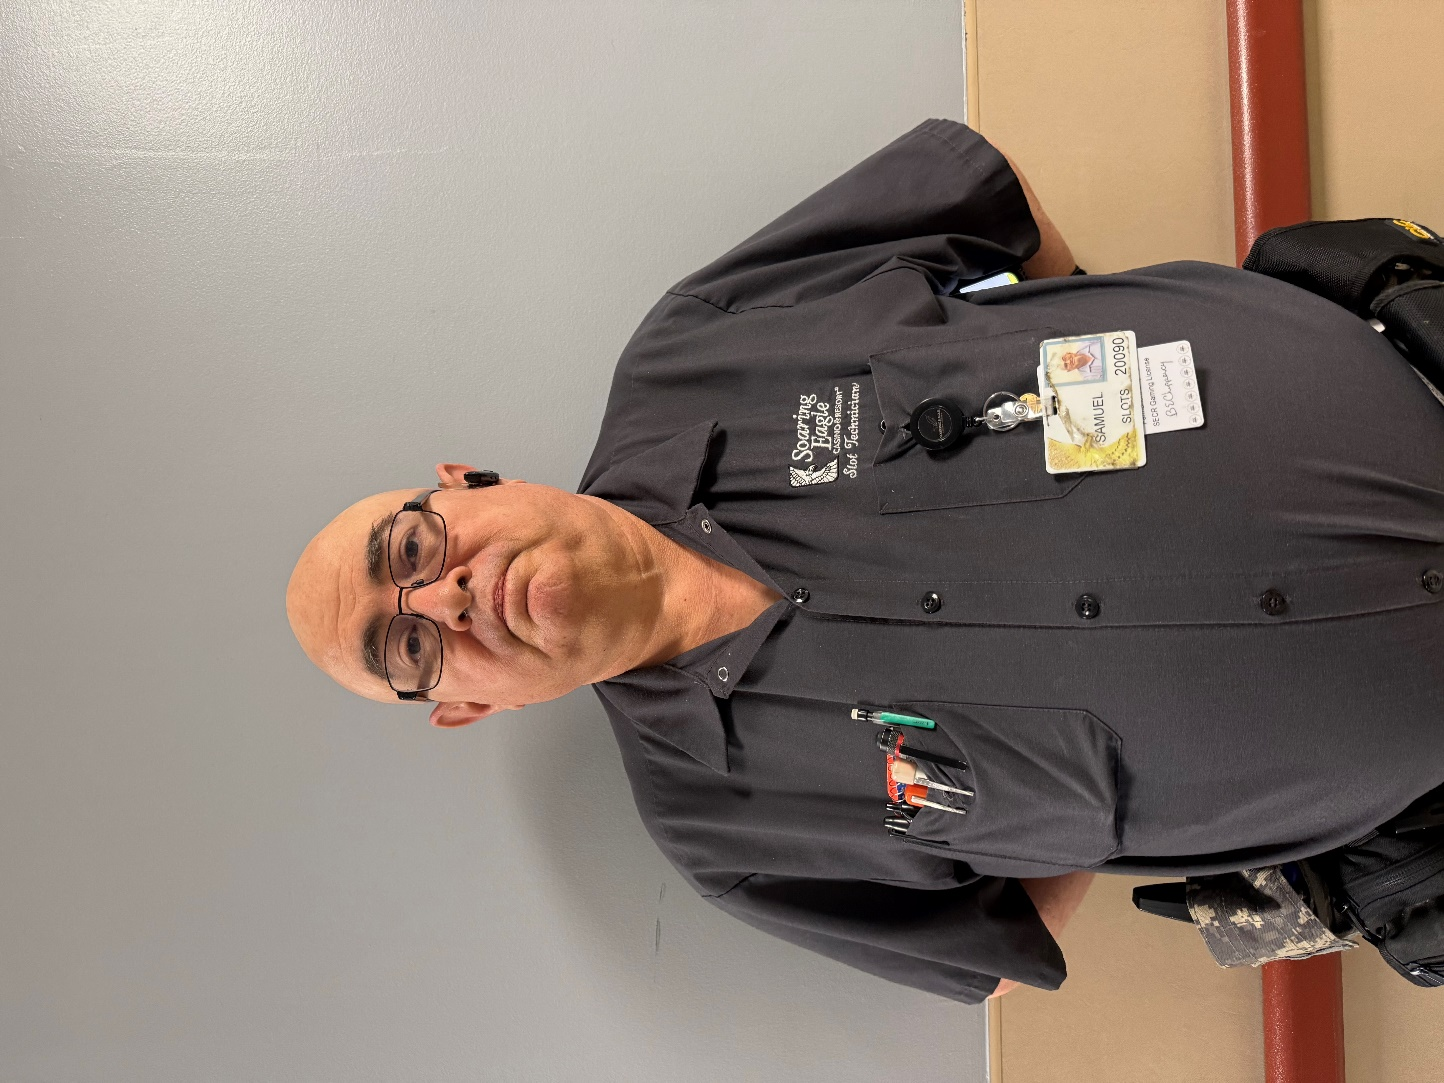 Soaring
Eagle
CASINO & RESORT®
Slot Technician
SAMUEL
SLOTS 20090
SECR Gaming License